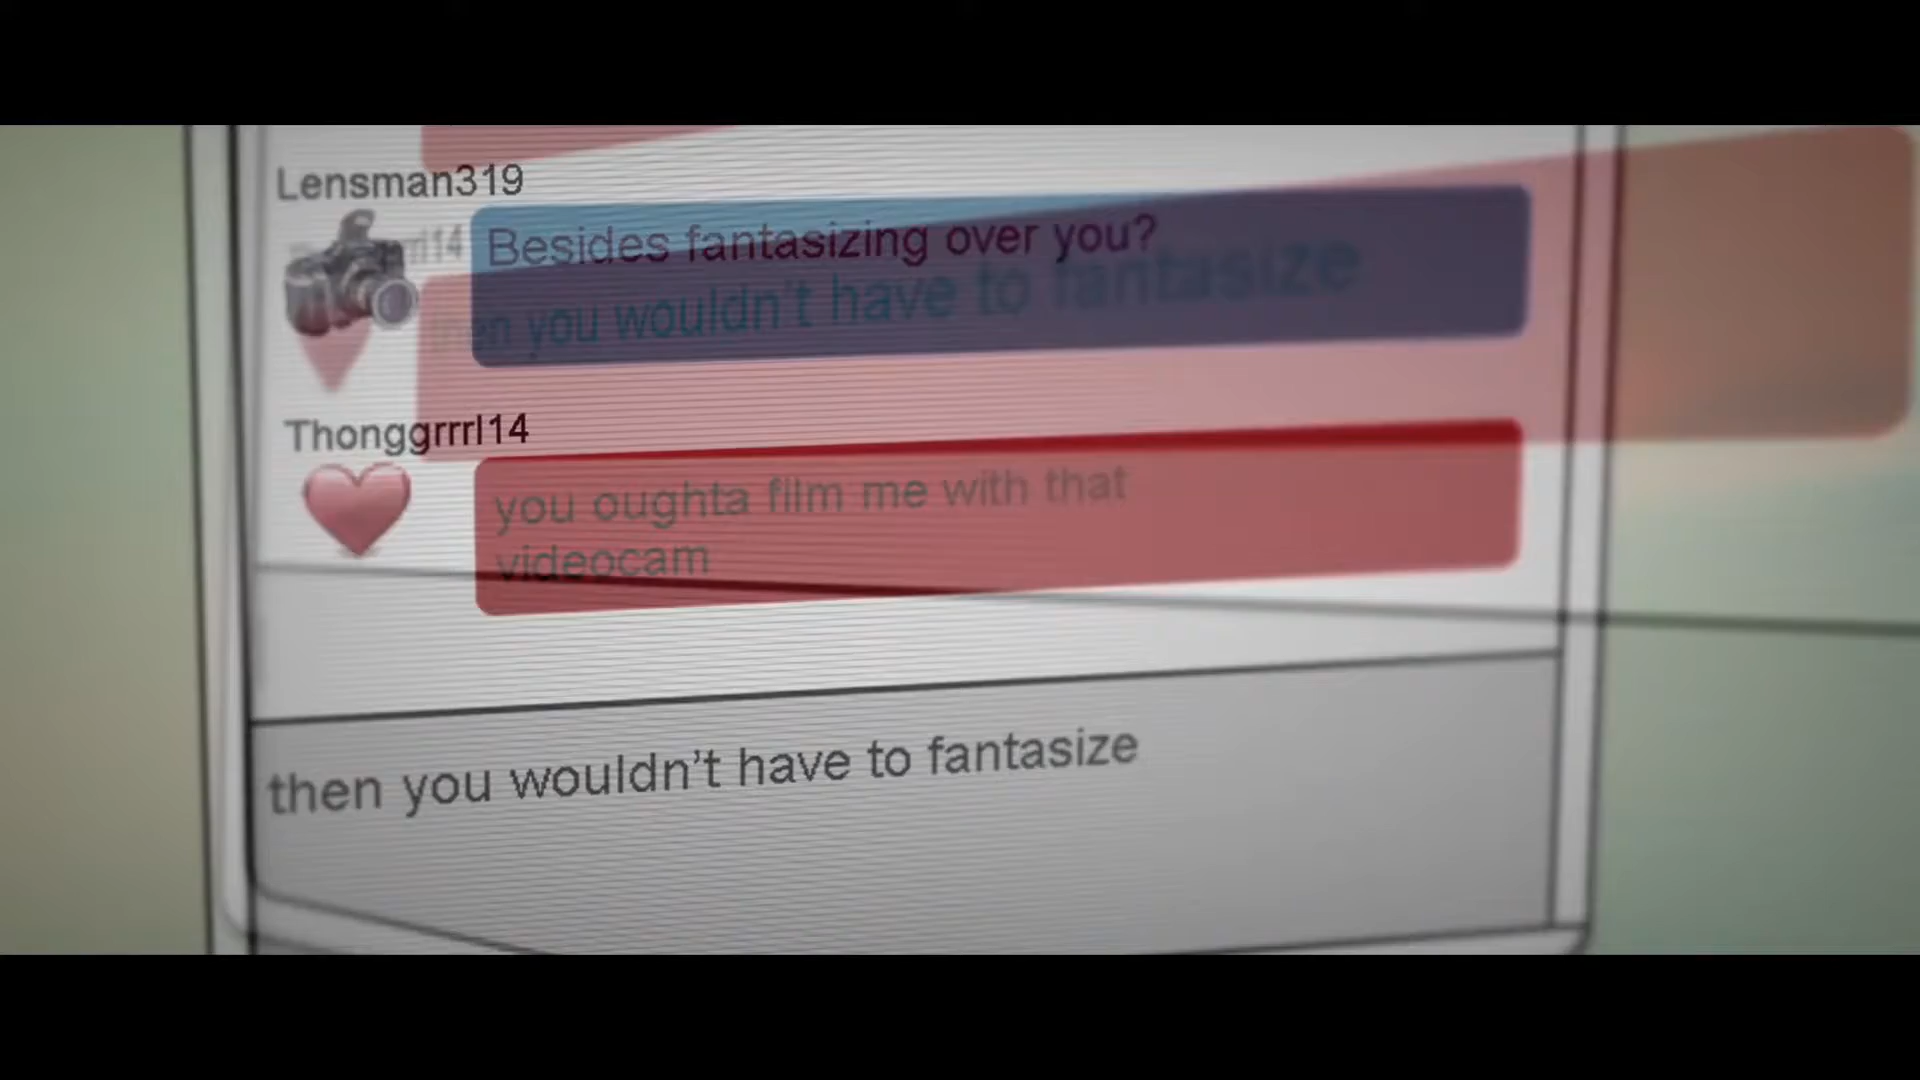 Lensman319
Besides fantasizing over you?
then you wouldn't have to fantasize
Thonggrrrl14
you oughta film me with that
videocam
then you wouldn't have to fantasize